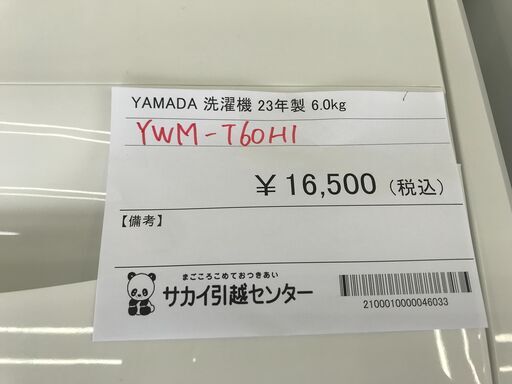 YAMADA 洗濯機 23年製 6.0kg
YWM-T60H1
￥16,500（税込）
【備考】
まごころこめておつきあい
サカイ引越センター
2100010000046033